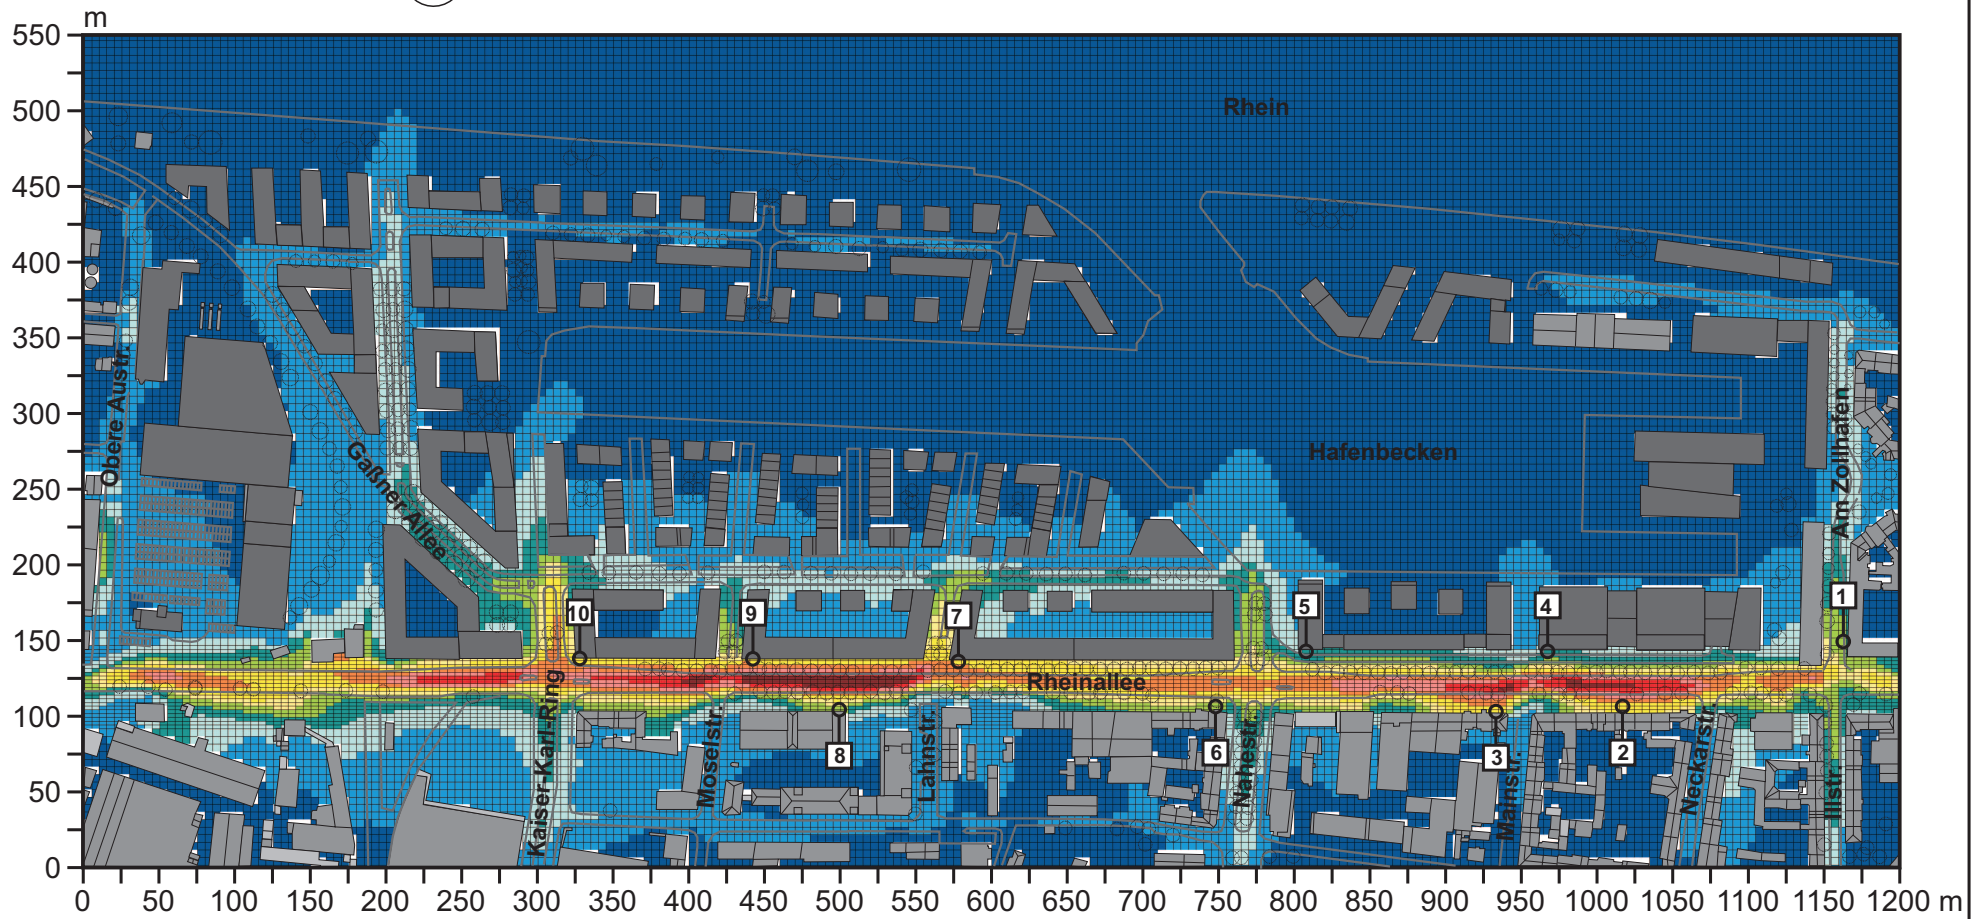 m
550
500
450
400
350
300
250
200
150
100
50
0
Rhein
Hafenbecken
Obere Austr.
Gaßner Allee
Am Zollhafen
10
9
7
5
4
1
Rheinallee
8
6
3
2
Kaiser-Karl-Ring
Moselstr.
Lahnstr.
Nahestr.
Mainstr.
Neckarstr.
Illstr.
0 50 100 150 200 250 300 350 400 450 500 550 600 650 700 750 800 850 900 950 1000 1050 1100 1200 m